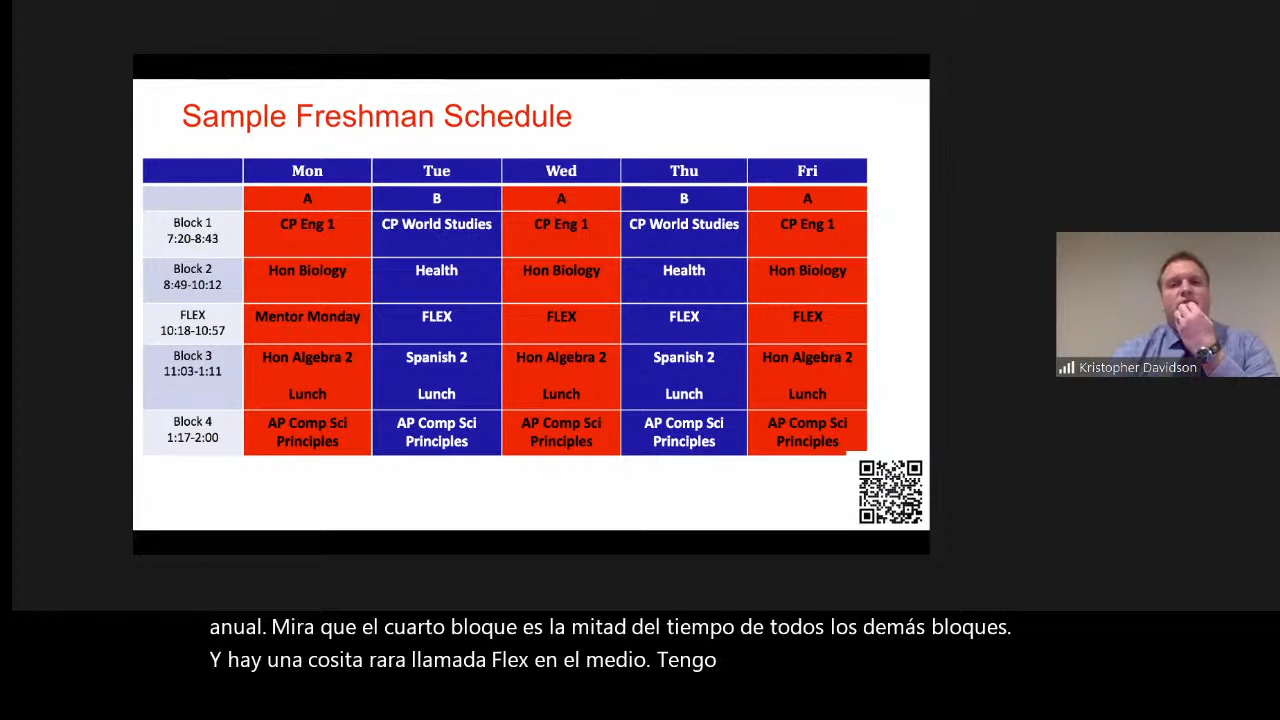 Sample Freshman Schedule
Mon Tue Wed Thu Fri
A B A B A
Block 1 CP Eng 1 CP World Studies CP Eng 1 CP World Studies CP Eng 1
7:20-8:43
Block 2 Hon Biology Health Hon Biology Health Hon Biology
8:49-10:12
FLEX Mentor Monday FLEX FLEX FLEX FLEX
10:18-10:57
Block 3 Hon Algebra 2 Spanish 2 Hon Algebra 2 Spanish 2 Hon Algebra 2
11:03-1:11
Lunch Lunch Lunch Lunch Lunch
Block 4 AP Comp Sci AP Comp Sci AP Comp Sci AP Comp Sci AP Comp Sci
1:17-2:00 Principles Principles Principles Principles Principles
Kristopher Davidson
anual. Mira que el cuarto bloque es la mitad del tiempo de todos los demás bloques.
Y hay una cosita rara llamada Flex en el medio. Tengo